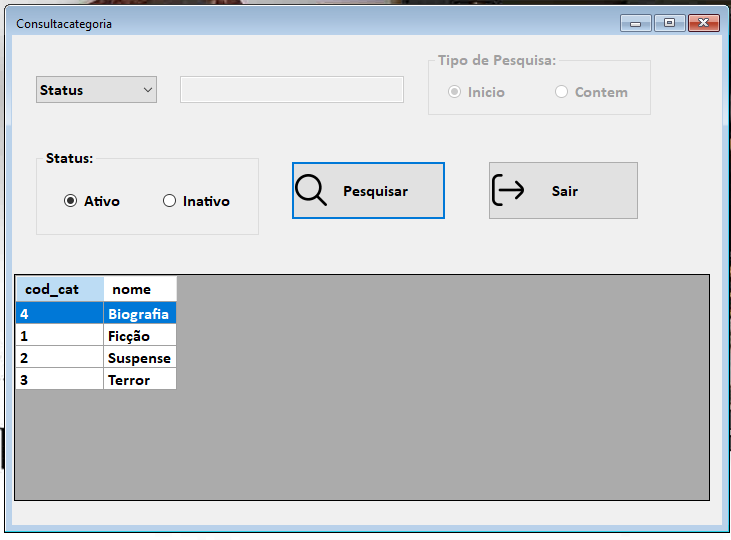 Consultacategoria
Tipo de Pesquisa:
Status
Inicio Contem
Status:
Ativo Inativo
Pesquisar
Sair
cod_cat nome
4 Biografia
1 Ficção
2 Suspense
3 Terror